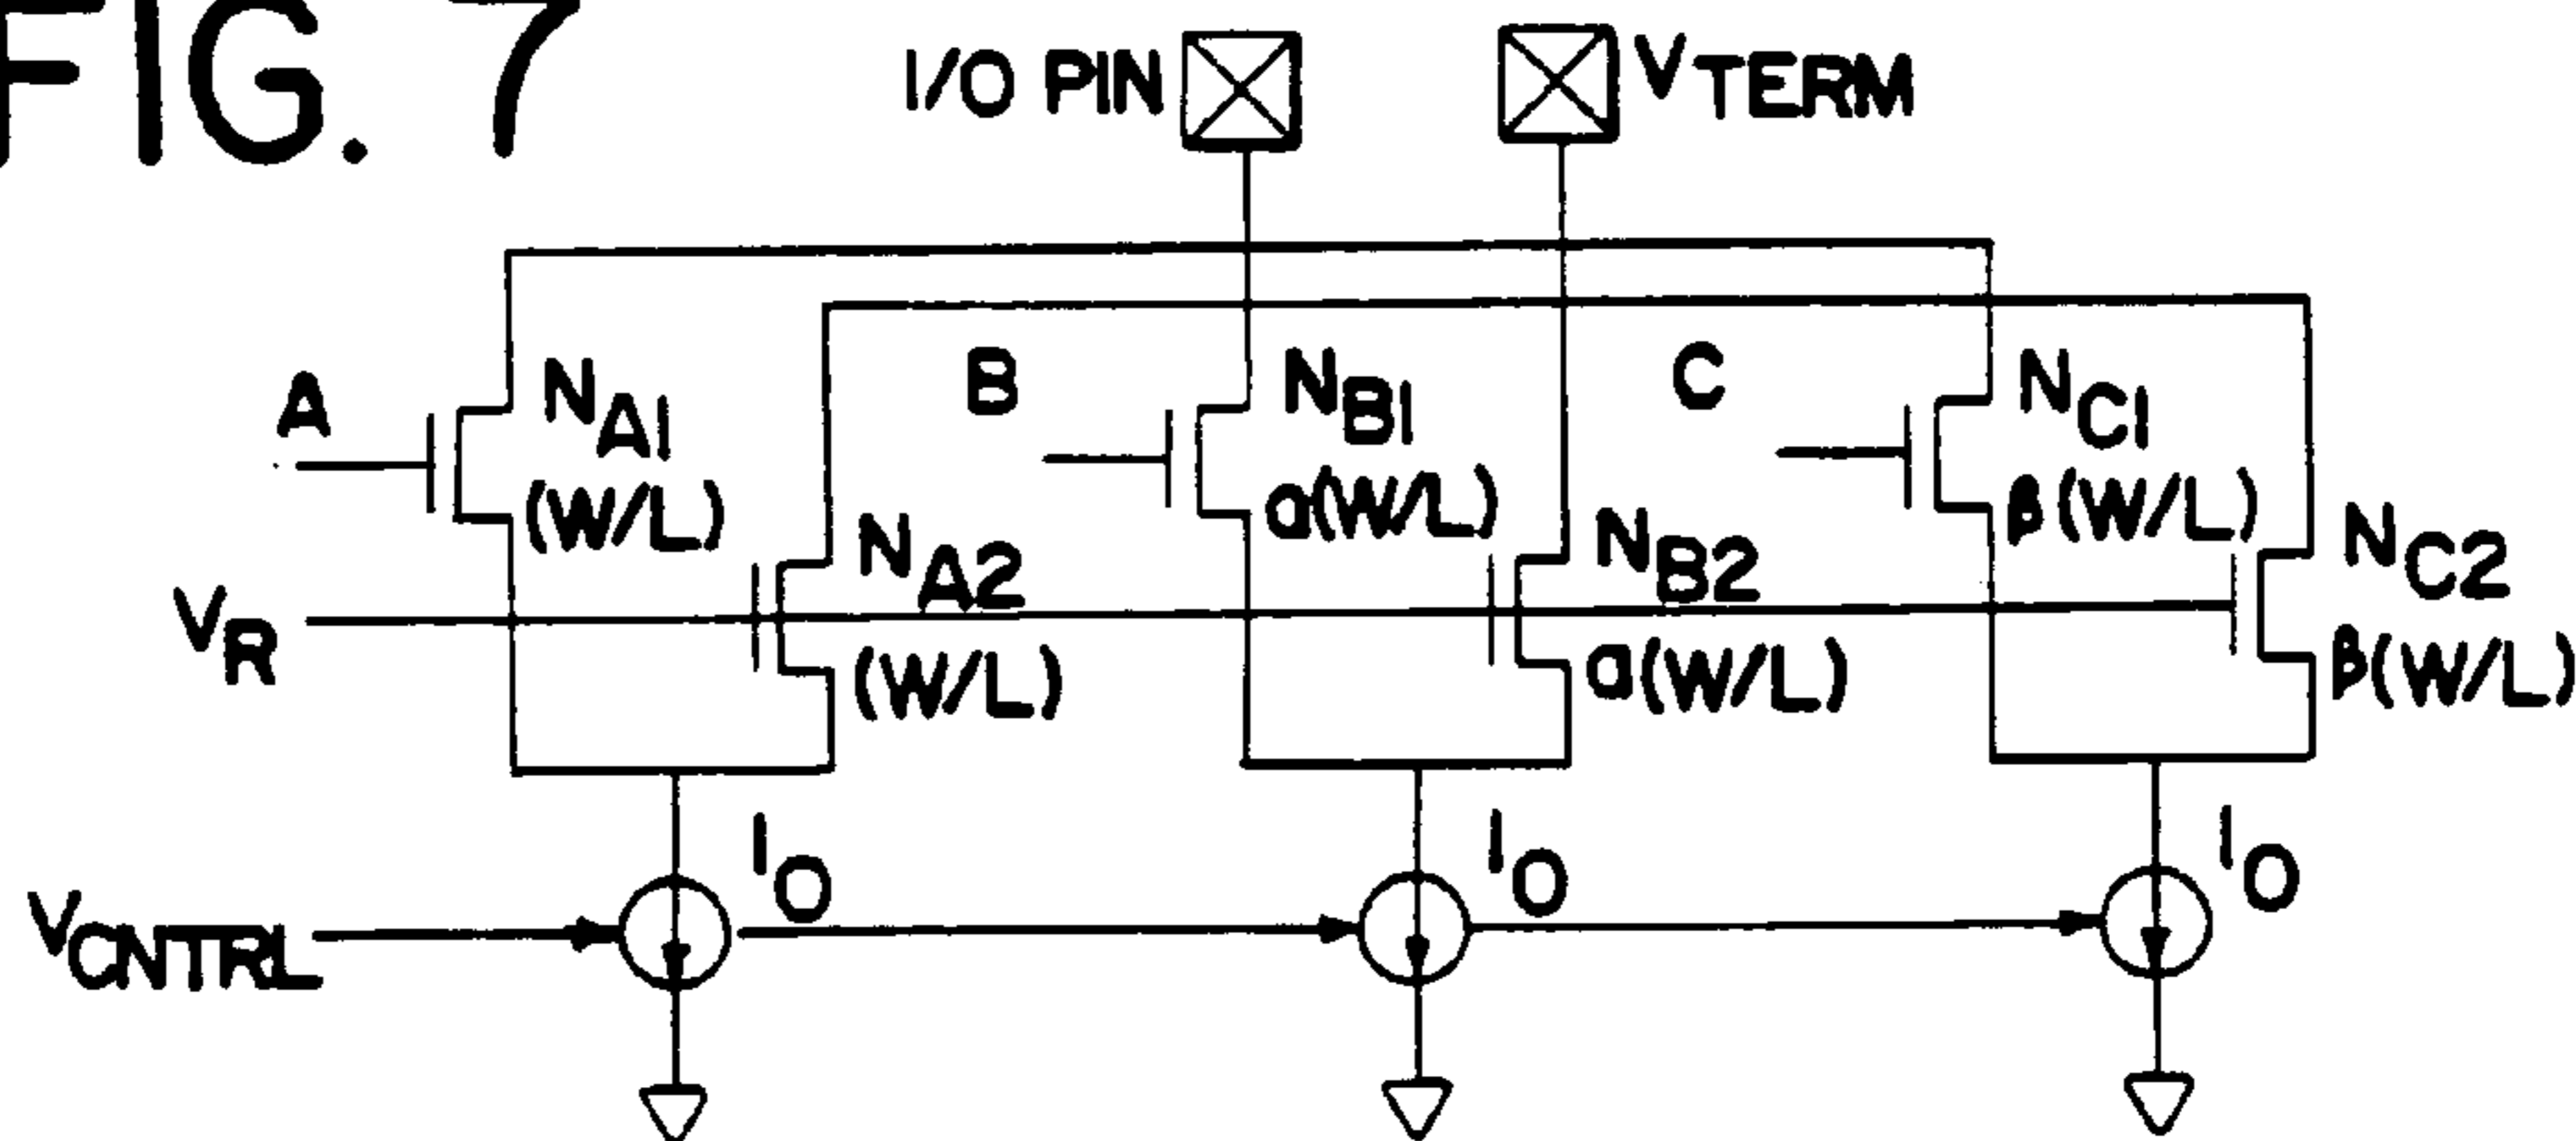 FIG. 7
I/O PIN
VTERM
A
NA1
(W/L)
B
NB1
α(W/L)
C
NC1
β(W/L)
VR
NA2
(W/L)
NB2
α(W/L)
NC2
β(W/L)
IO
IO
IO
VCNTRL